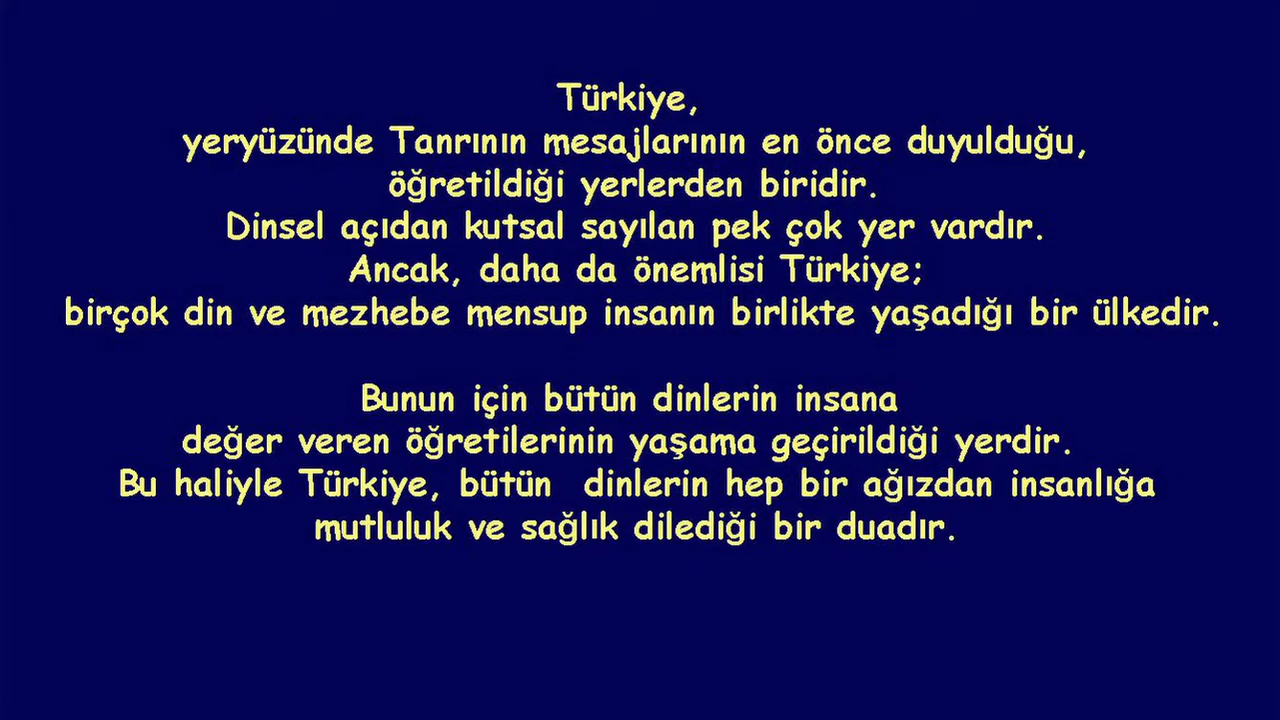 Türkiye,
yeryüzünde Tanrının mesajlarının en önce duyulduğu,
öğretildiği yerlerden biridir.
Dinsel açıdan kutsal sayılan pek çok yer vardır.
Ancak, daha da önemlisi Türkiye;
birçok din ve mezhebe mensup insanın birlikte yaşadığı bir ülkedir.
Bunun için bütün dinlerin insana
değer veren öğretilerinin yaşama geçirildiği yerdir.
Bu haliyle Türkiye, bütün dinlerin hep bir ağızdan insanlığa
mutluluk ve sağlık dilediği bir duadır.